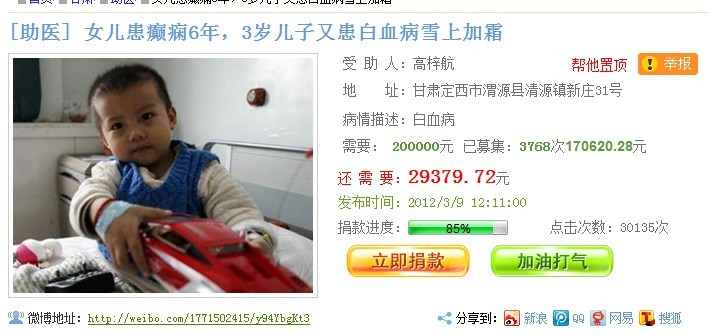 [助医] 女儿患癫痫6年，3岁儿子又患白血病雪上加霜
受 助 人：高梓航
帮他置顶
举报
地 址：甘肃定西市渭源县清源镇新庄31号
病情描述：白血病
需要： 200000元 已募集：3768次170620.28元
还 需 要：29379.72元
发布时间：2012/3/9 12:11:00
捐款进度： 85% 点击次数：30135次
立即捐款 加油打气
微博地址：http://weibo.com/1771502415/y94YbgKt3
分享到： 新浪 QQ 网易 搜狐